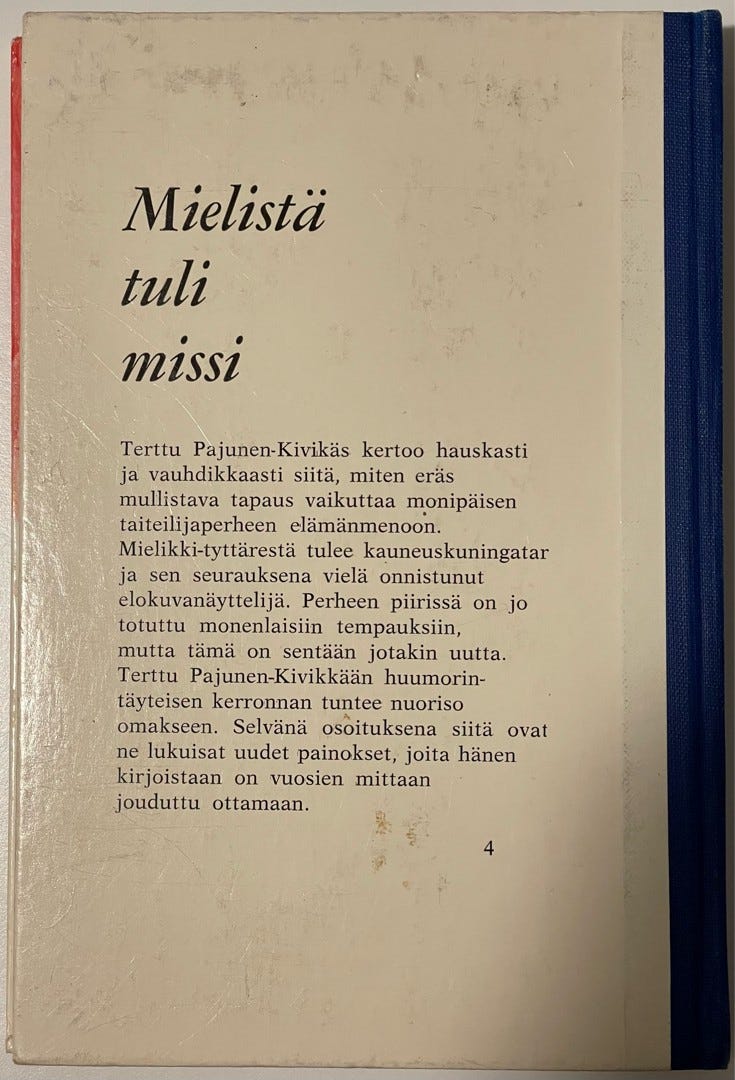 Mielistä
tuli
missi
Terttu Pajunen-Kivikäs kertoo hauskasti
ja vauhdikkaasti siitä, miten eräs
mullistava tapaus vaikuttaa monipäisen
taiteilijaperheen elämänmenoon.
Mielikki-tyttärestä tulee kauneuskuningatar
ja sen seurauksena vielä onnistunut
elokuvanäyttelijä. Perheen piirissä on jo
totuttu monenlaisiin tempauksiin,
mutta tämä on sentään jotakin uutta.
Terttu Pajunen-Kivikkään huumorin-
täyteisen kerronnan tuntee nuoriso
omakseen. Selvänä osoituksena siitä ovat
ne lukuisat uudet painokset, joita hänen
kirjoistaan on vuosien mittaan
jouduttu ottamaan.
4